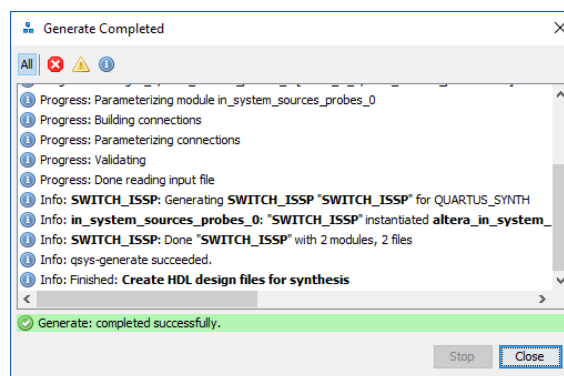 Generate Completed
All
Progress: Parameterizing module in_system_sources_probes_0
Progress: Building connections
Progress: Parameterizing connections
Progress: Validating
Progress: Done reading input file
Info: SWITCH_ISSP: Generating SWITCH_ISSP "SWITCH_ISSP" for QUARTUS_SYNTH
Info: in_system_sources_probes_0: "SWITCH_ISSP" instantiated altera_in_system_
Info: SWITCH_ISSP: Done "SWITCH_ISSP" with 2 modules, 2 files
Info: qsys-generate succeeded.
Info: Finished: Create HDL design files for synthesis
Generate: completed successfully.
Stop Close